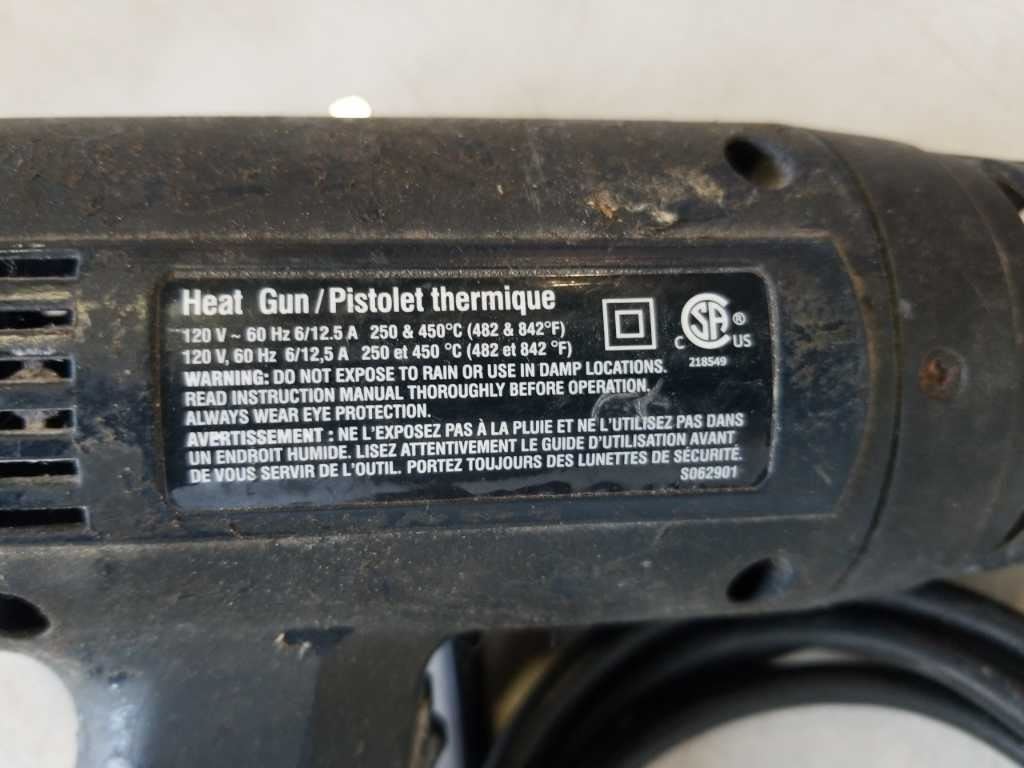 Heat Gun / Pistolet thermique
120 V ~ 60 Hz 6/12.5 A 250 & 450°C (482 & 842°F)
120 V, 60 Hz 6/12,5 A 250 et 450 °C (482 et 842 °F)
C SA ® US
218549
WARNING: DO NOT EXPOSE TO RAIN OR USE IN DAMP LOCATIONS.
READ INSTRUCTION MANUAL THOROUGHLY BEFORE OPERATION.
ALWAYS WEAR EYE PROTECTION.
AVERTISSEMENT : NE L'EXPOSEZ PAS À LA PLUIE ET NE L'UTILISEZ PAS DANS
UN ENDROIT HUMIDE. LISEZ ATTENTIVEMENT LE GUIDE D'UTILISATION AVANT
DE VOUS SERVIR DE L'OUTIL. PORTEZ TOUJOURS DES LUNETTES DE SÉCURITÉ.
S062901